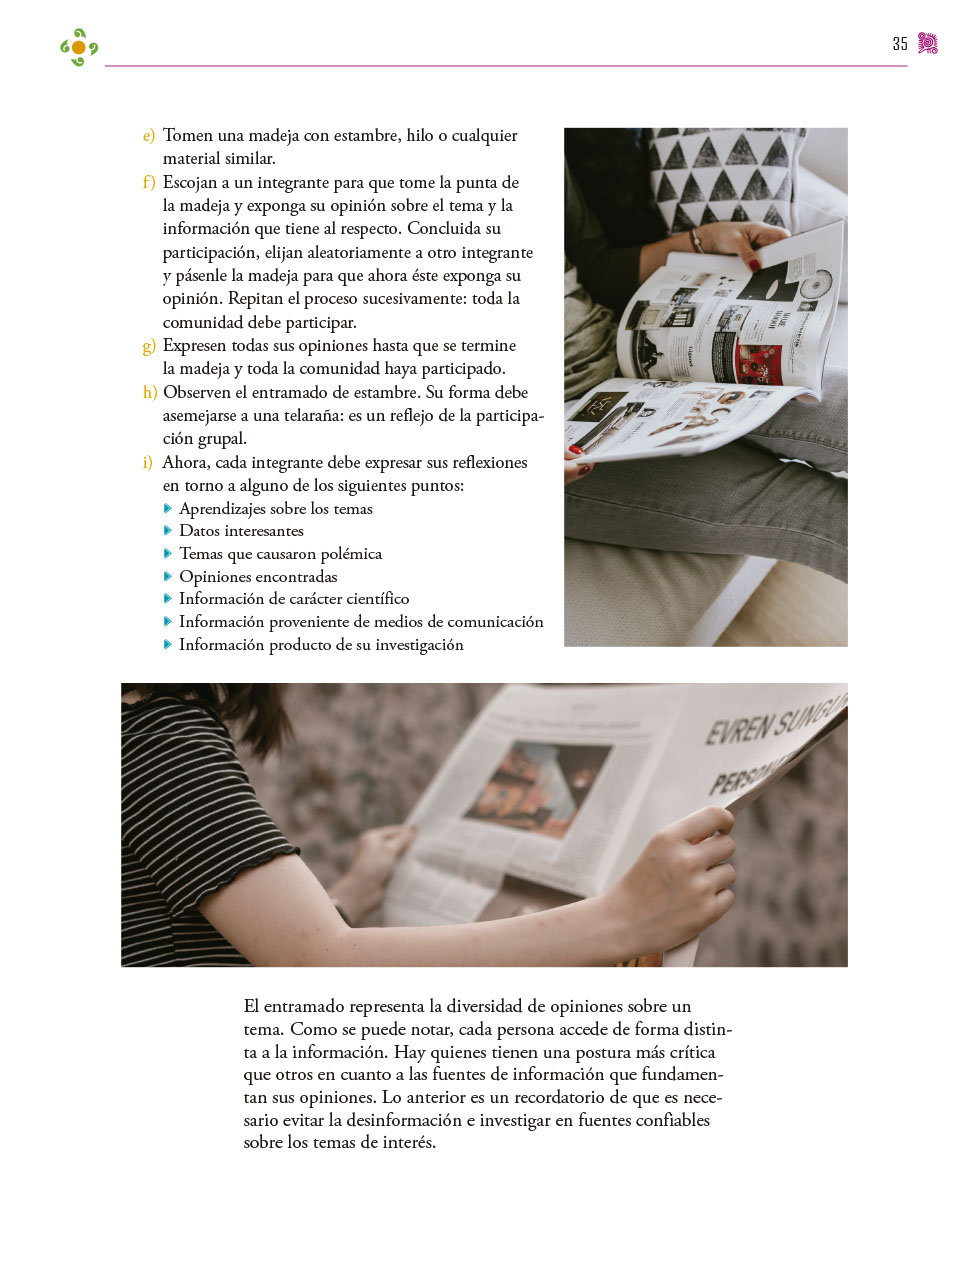 35
e) Tomen una madeja con estambre, hilo o cualquier
material similar.
f) Escojan a un integrante para que tome la punta de
la madeja y exponga su opinión sobre el tema y la
información que tiene al respecto. Concluida su
participación, elijan aleatoriamente a otro integrante
y pásenle la madeja para que ahora éste exponga su
opinión. Repitan el proceso sucesivamente: toda la
comunidad debe participar.
g) Expresen todas sus opiniones hasta que se termine
la madeja y toda la comunidad haya participado.
h) Observen el entramado de estambre. Su forma debe
asemejarse a una telaraña: es un reflejo de la participa-
ción grupal.
i) Ahora, cada integrante debe expresar sus reflexiones
en torno a alguno de los siguientes puntos:
Aprendizajes sobre los temas
Datos interesantes
Temas que causaron polémica
Opiniones encontradas
Información de carácter científico
Información proveniente de medios de comunicación
Información producto de su investigación
EVREN SUNGUR
El entramado representa la diversidad de opiniones sobre un
tema. Como se puede notar, cada persona accede de forma distin-
ta a la información. Hay quienes tienen una postura más crítica
que otros en cuanto a las fuentes de información que fundamen-
tan sus opiniones. Lo anterior es un recordatorio de que es nece-
sario evitar la desinformación e investigar en fuentes confiables
sobre los temas de interés.